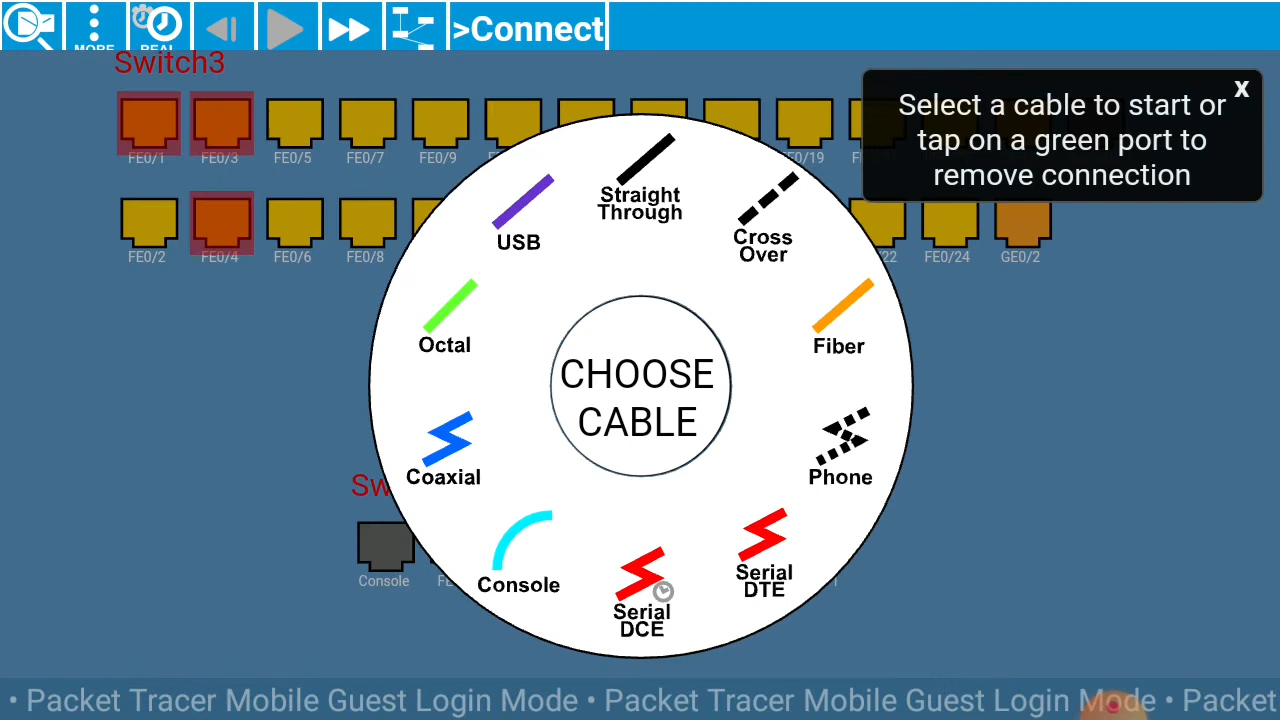 MORE
REAL
>Connect
Switch3
x
Select a cable to start or
tap on a green port to
remove connection
FE0/1
FE0/3
FE0/5
FE0/7
FE0/9
FE0/2
FE0/4
FE0/6
FE0/8
FE0/24
GE0/2
Straight
Through
USB
Cross
Over
Octal
Fiber
CHOOSE
CABLE
Coaxial
Phone
Sw
Console
Console
Serial
DTE
Serial
DCE
• Packet Tracer Mobile Guest Login Mode • Packet Tracer Mobile Guest Login Mode • Packet